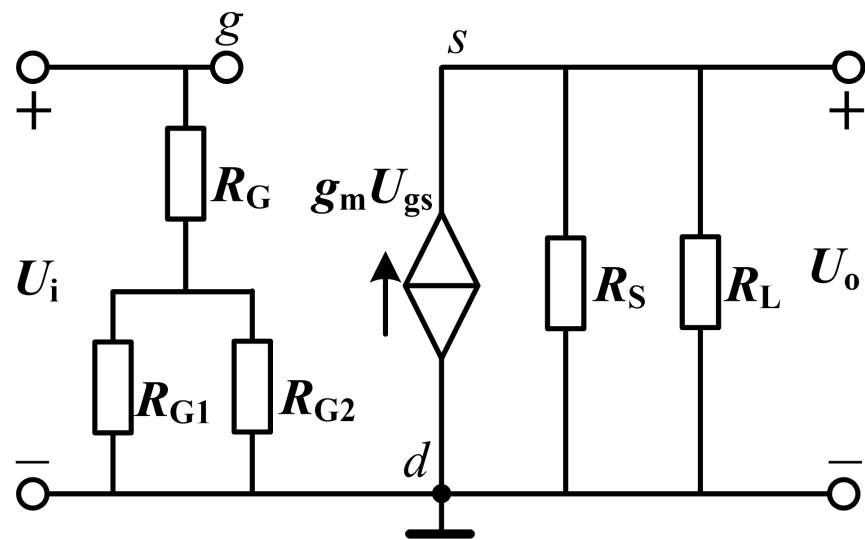 g
s
+
+
R_G
g_m U_gs
U_i
R_S
R_L
U_o
R_G1
R_G2
d
−
−